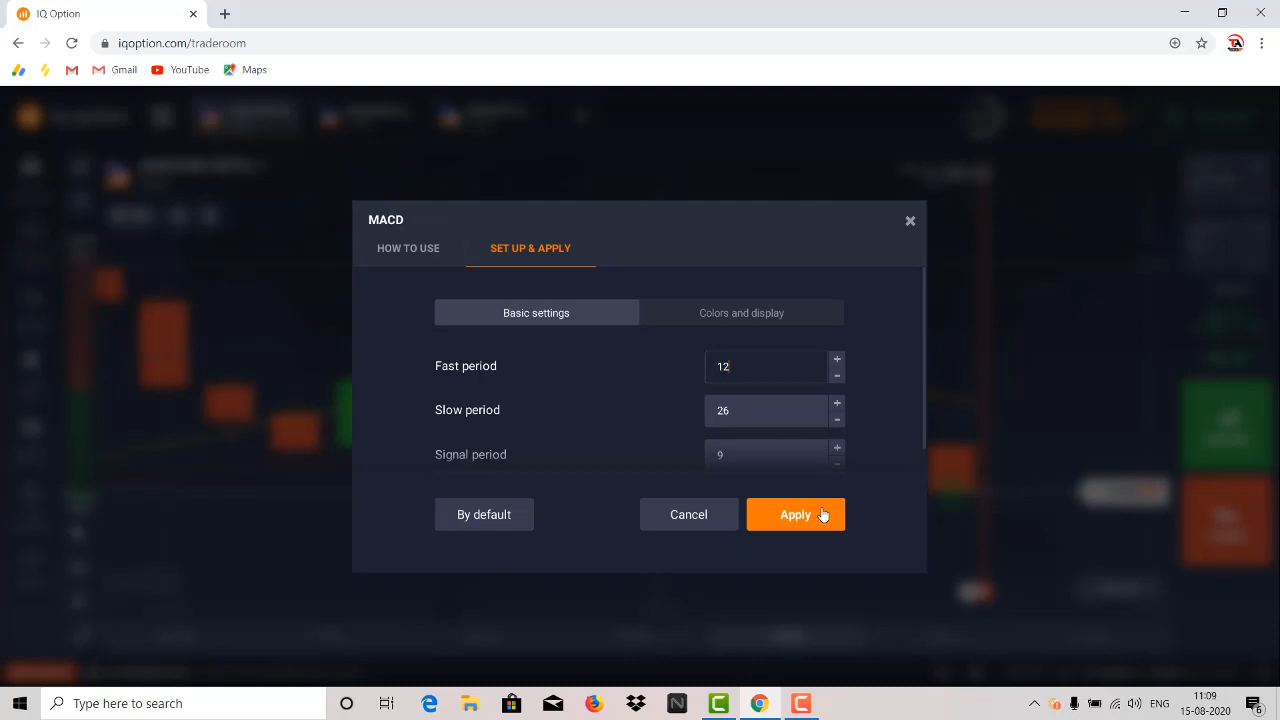 IQ Option
iqoption.com/traderoom
Gmail
YouTube
Maps
MACD
HOW TO USE
SET UP & APPLY
Basic settings
Colors and display
Fast period
12
+
-
Slow period
26
+
-
Signal period
9
+
-
By default
Cancel
Apply
Type here to search
ENG
11:09
15-08-2020
6